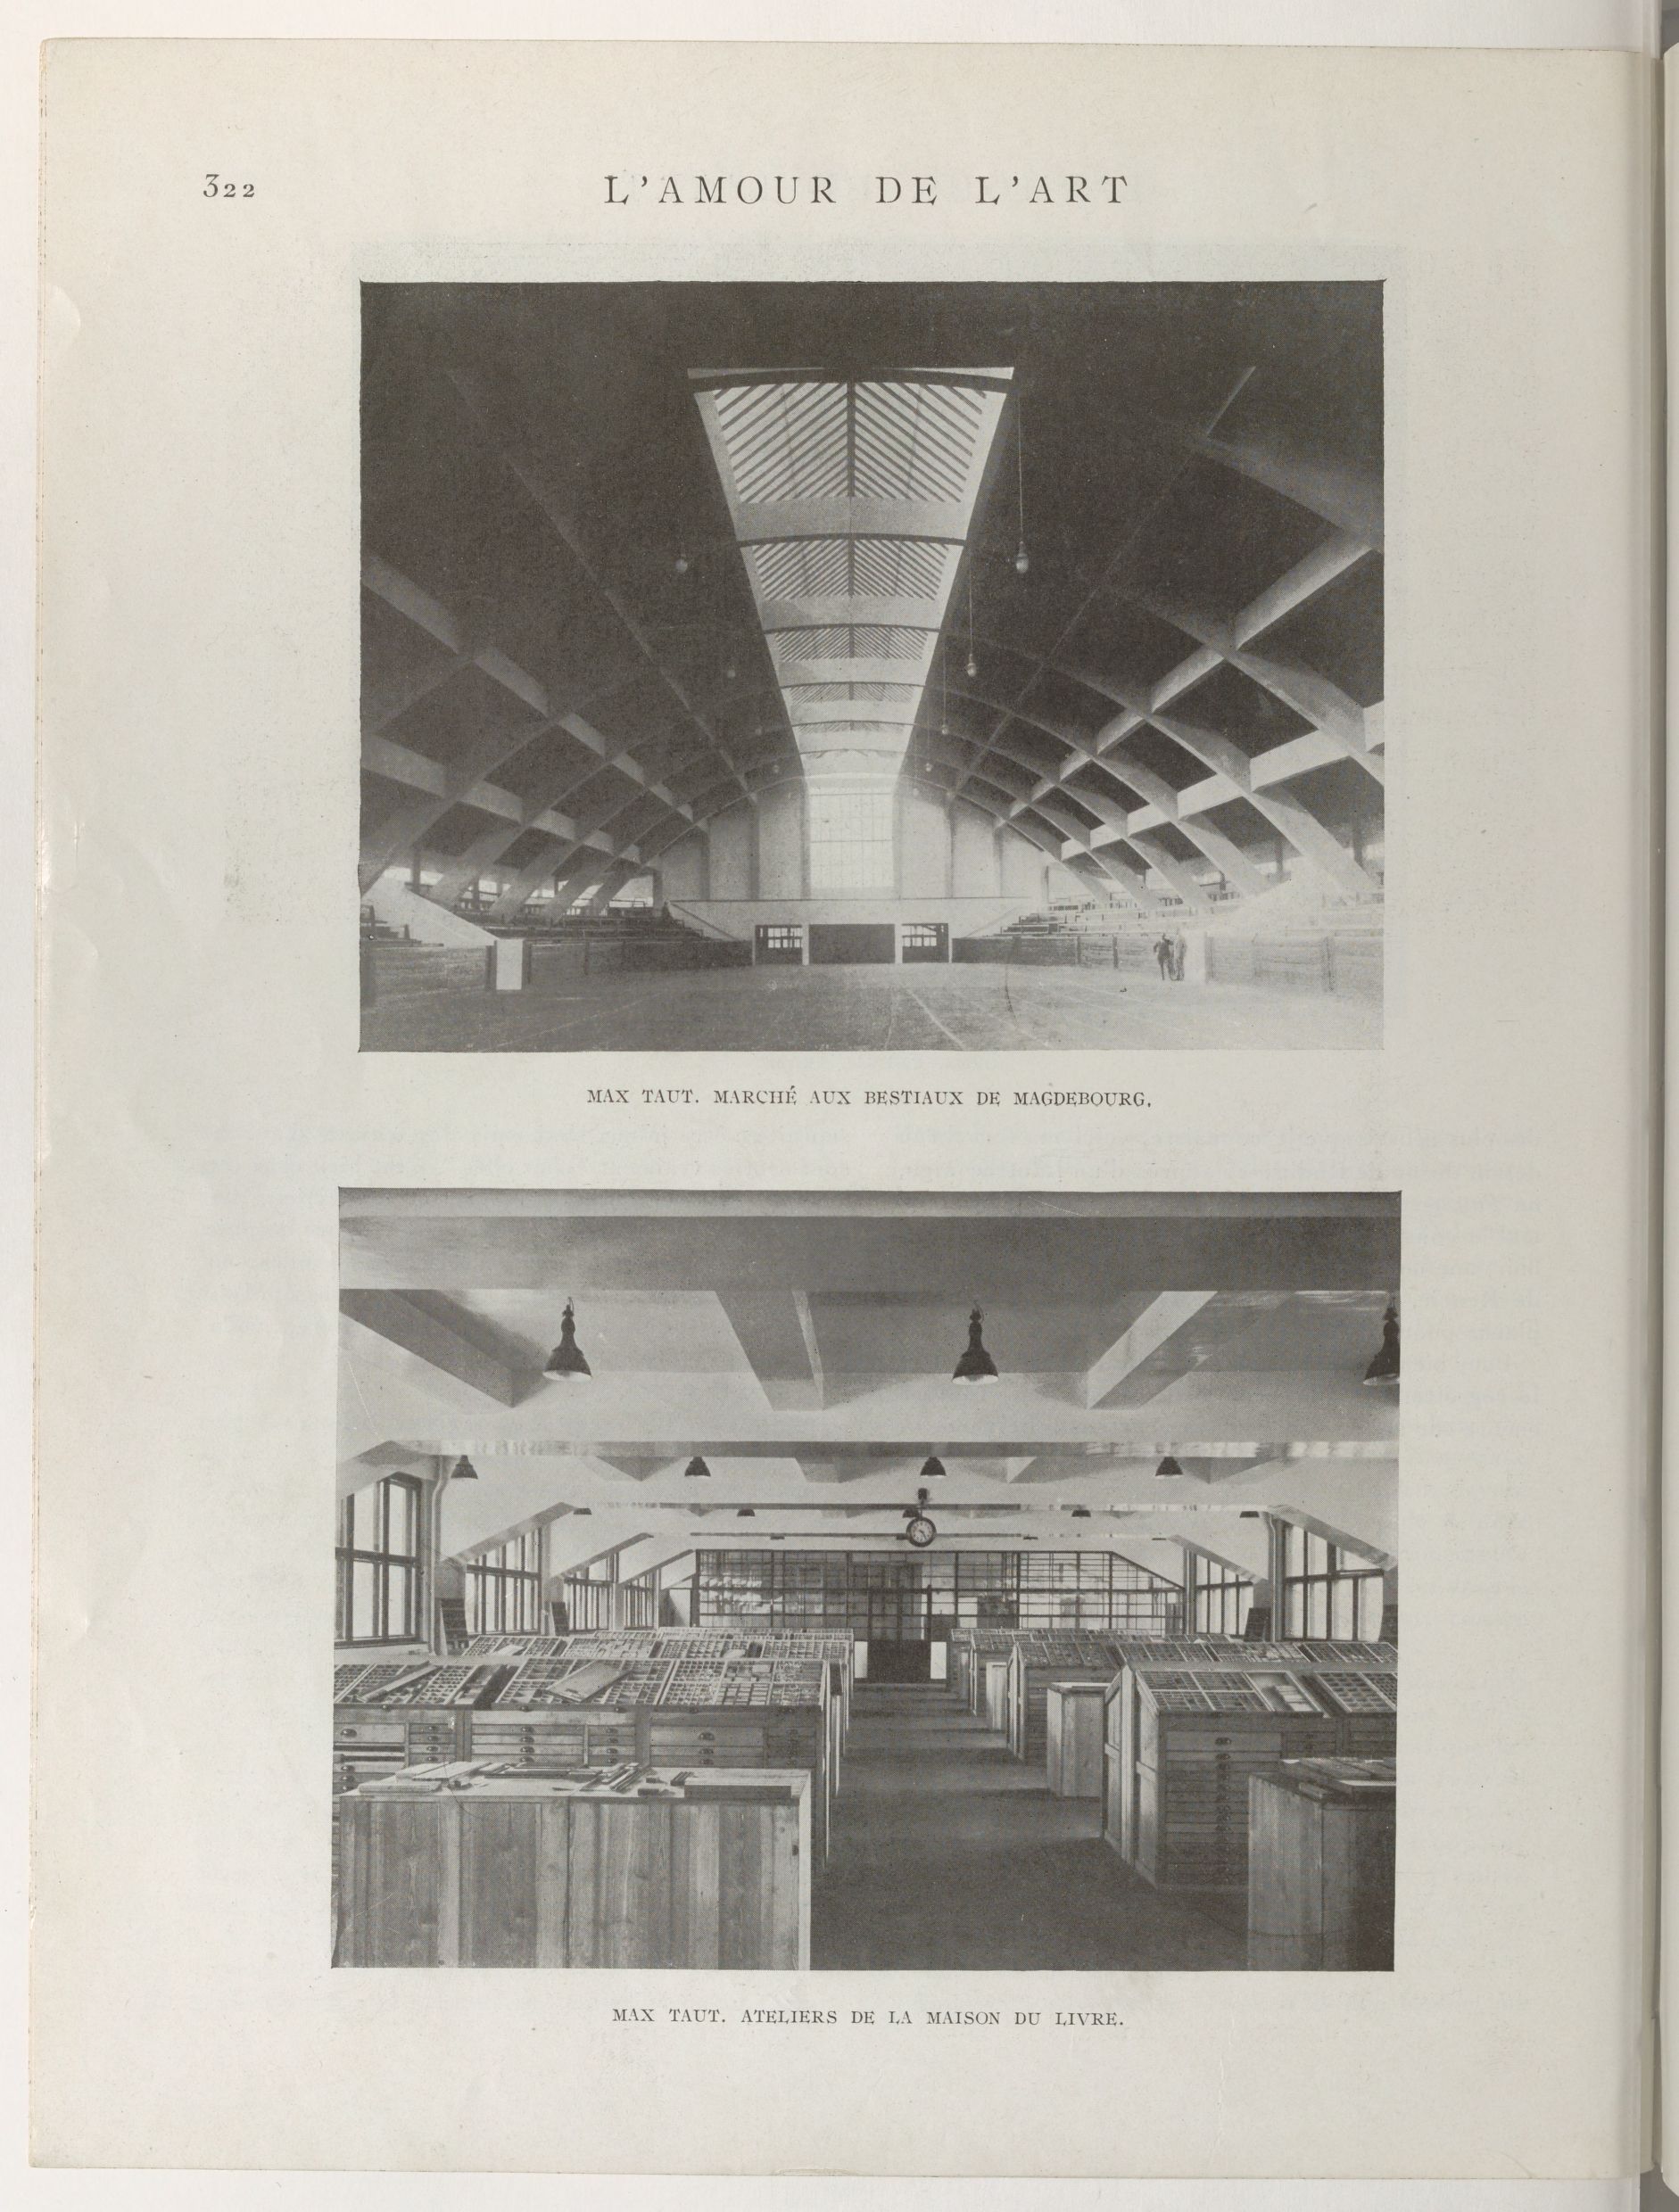 322
L'AMOUR DE L'ART
MAX TAUT. MARCHÉ AUX BESTIAUX DE MAGDEBOURG.
MAX TAUT. ATELIERS DE LA MAISON DU LIVRE.